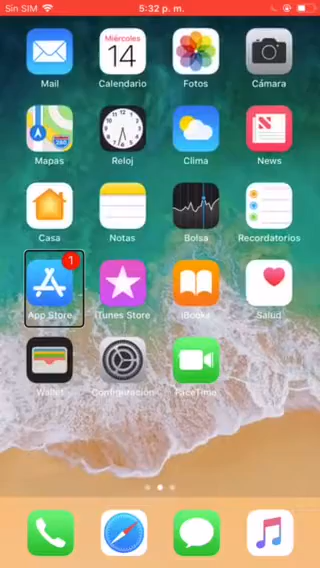 Sin SIM 5:32 p. m.
Miércoles
14
Mail Calendario Fotos Cámara
280
Mapas Reloj Clima News
Casa Notas Bolsa Recordatorios
1
App Store iTunes Store iBooks Salud
Wallet Configuración FaceTime